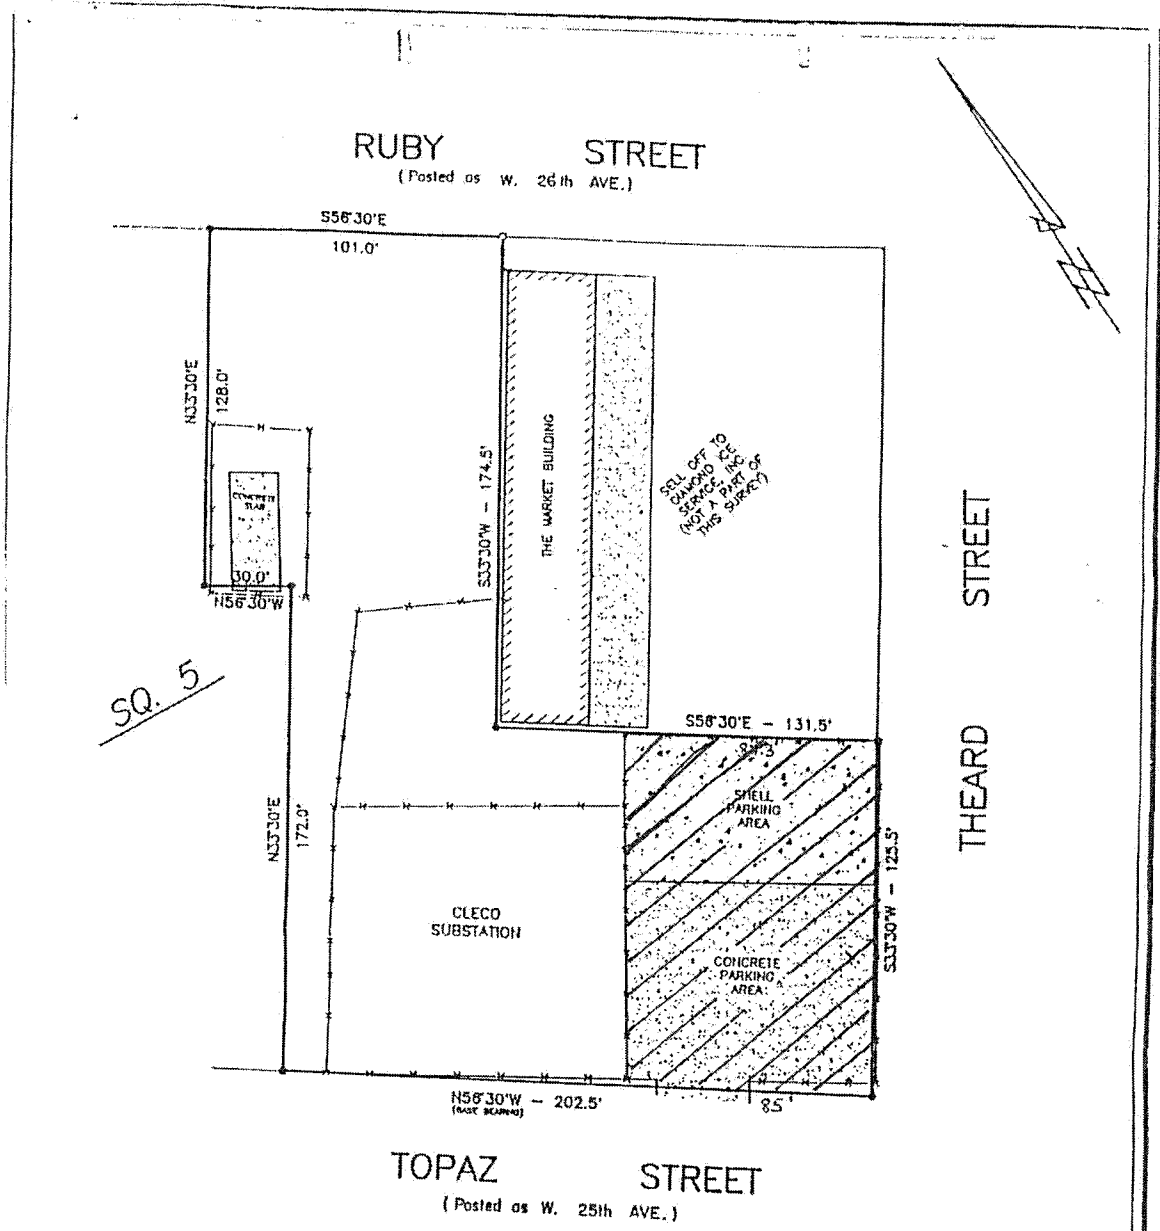 RUBY STREET
(Posted as W. 26th AVE.)
S56°30'E
101.0'
N33°30'E
128.0'
CONCRETE
SLAB
30.0'
N56°30'W
S33°30'W - 174.5'
THE MARKET BUILDING
SELL OFF TO
DIAMOND ICE
SERVICE, INC.
(NOT A PART OF
THIS SURVEY)
THEARD STREET
SQ. 5
S56°30'E - 131.5'
SHELL
PARKING
AREA
N33°30'E
172.0'
S33°30'W - 125.5'
CLECO
SUBSTATION
CONCRETE
PARKING
AREA
N56°30'W - 202.5'
(BASE BEARING)
85'
TOPAZ STREET
(Posted as W. 25th AVE.)